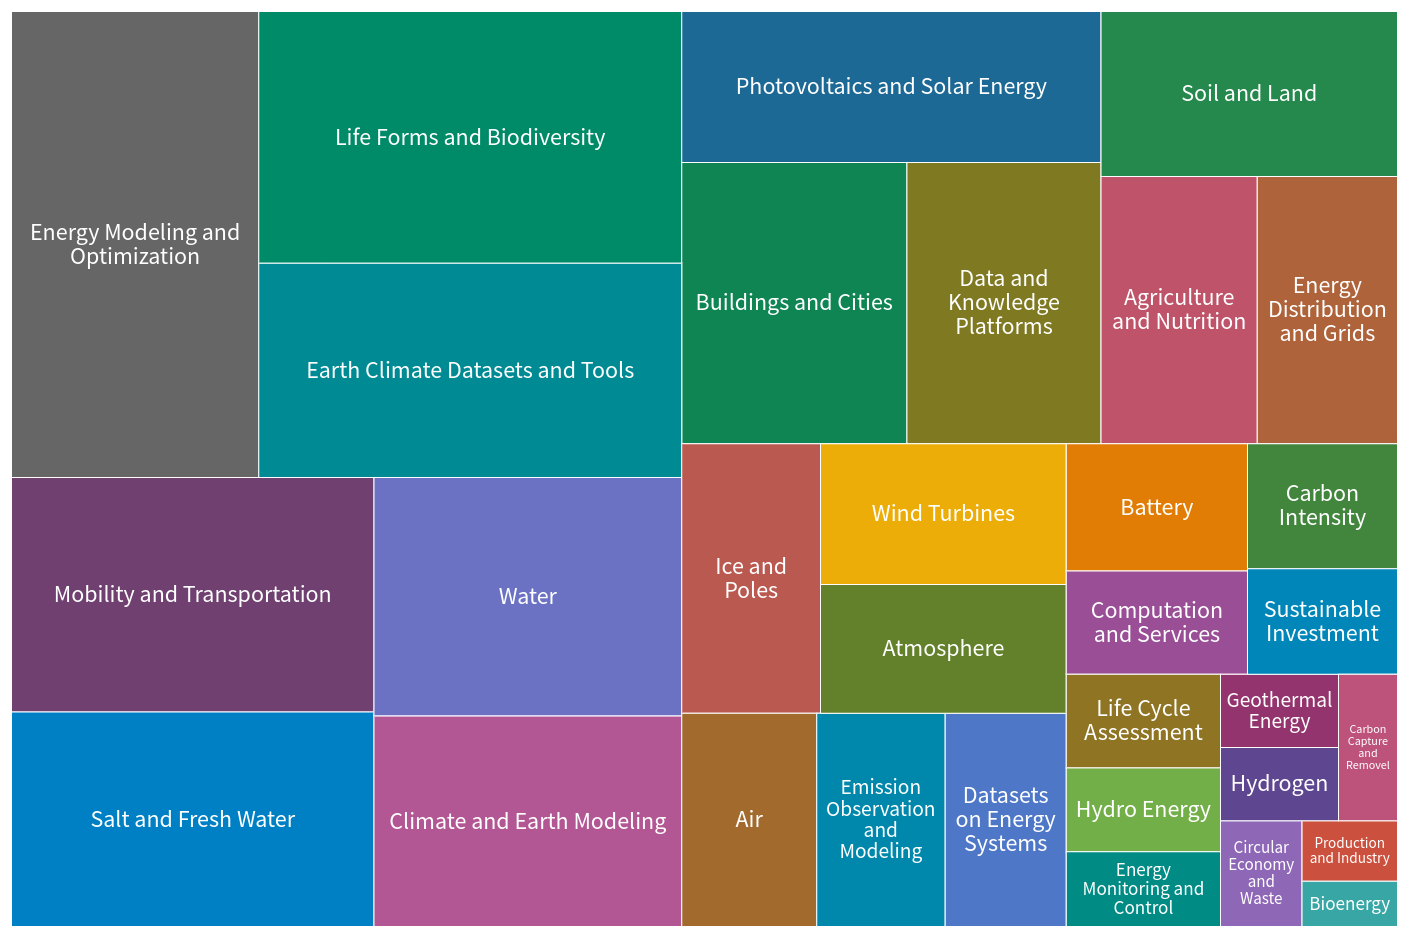 Energy Modeling and
Optimization
Life Forms and Biodiversity
Earth Climate Datasets and Tools
Mobility and Transportation
Water
Salt and Fresh Water
Climate and Earth Modeling
Photovoltaics and Solar Energy
Soil and Land
Buildings and Cities
Data and
Knowledge
Platforms
Agriculture
and Nutrition
Energy
Distribution
and Grids
Ice and
Poles
Wind Turbines
Atmosphere
Battery
Carbon
Intensity
Computation
and Services
Sustainable
Investment
Air
Emission
Observation
and
Modeling
Datasets
on Energy
Systems
Life Cycle
Assessment
Hydro Energy
Energy
Monitoring and
Control
Geothermal
Energy
Hydrogen
Carbon
Capture
and
Removel
Circular
Economy
and
Waste
Production
and Industry
Bioenergy